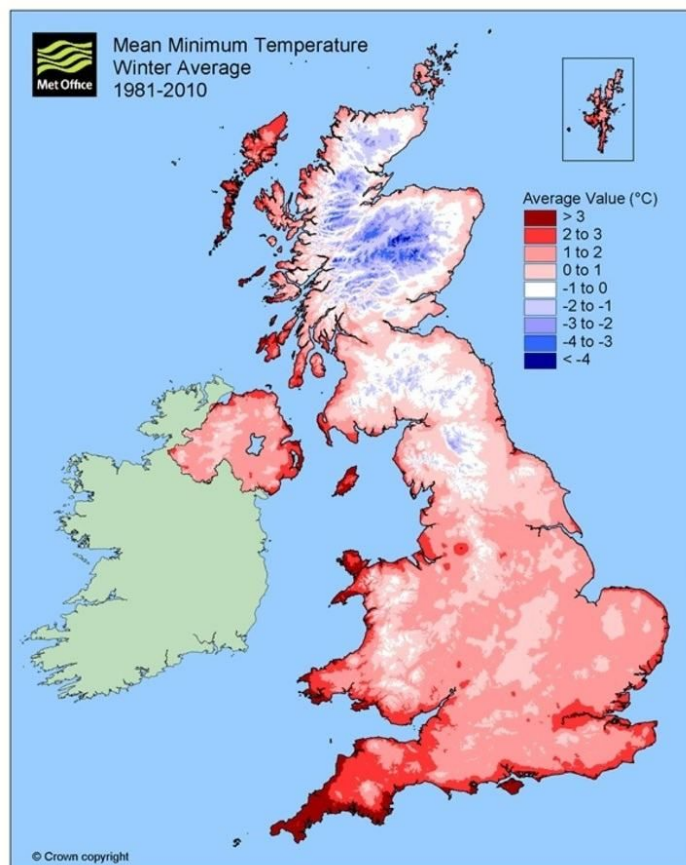 Met Office
Mean Minimum Temperature
Winter Average
1981-2010
Average Value (°C)
> 3
2 to 3
1 to 2
0 to 1
-1 to 0
-2 to -1
-3 to -2
-4 to -3
< -4
© Crown copyright